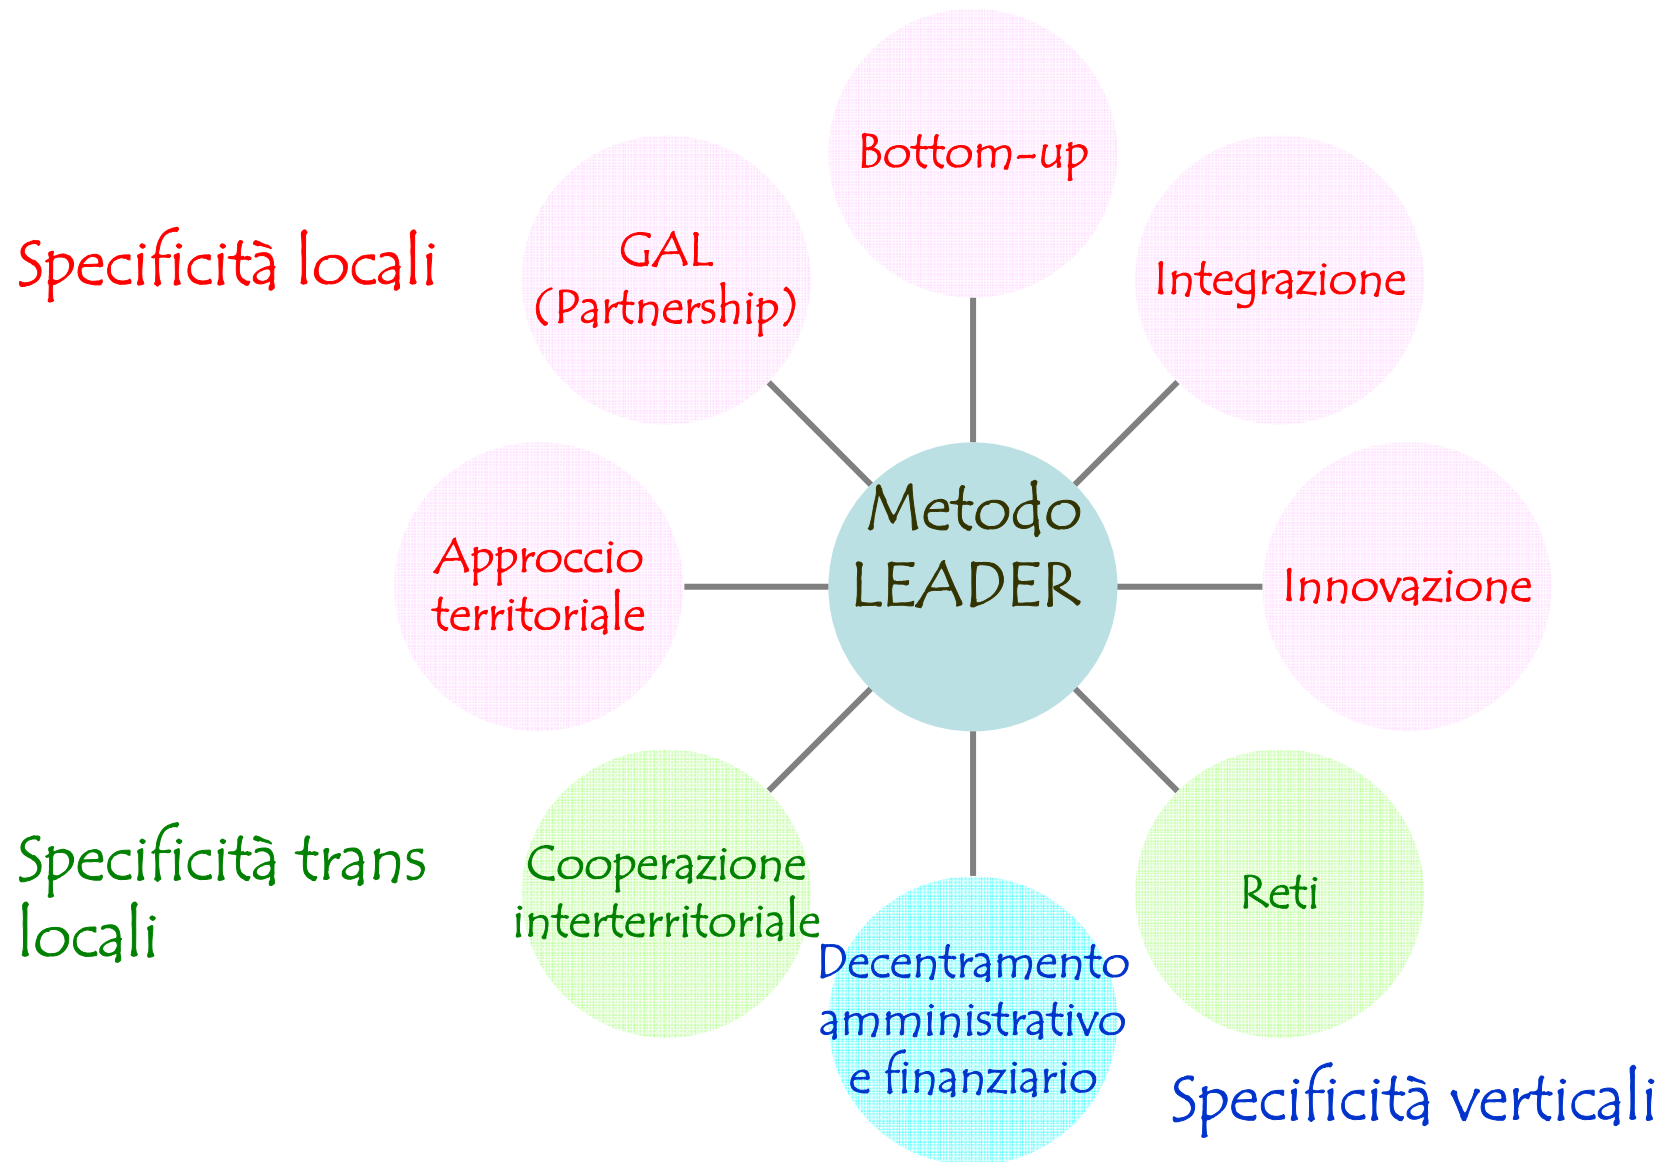 Bottom-up
Specificità locali
GAL
(Partnership)
Integrazione
Metodo
LEADER
Approccio
territoriale
Innovazione
Specificità trans
locali
Cooperazione
interterritoriale
Reti
Decentramento
amministrativo
e finanziario
Specificità verticali